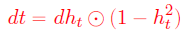 dt = dh_t ⊙ (1 − h_t^2)